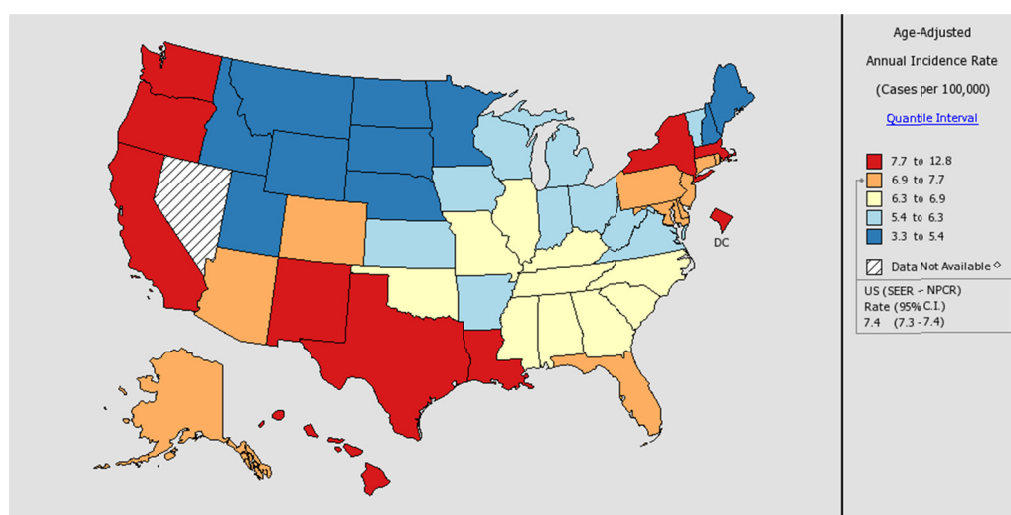 Age-Adjusted
Annual Incidence Rate
(Cases per 100,000)
Quantile Interval
7.7 to 12.8
6.9 to 7.7
6.3 to 6.9
5.4 to 6.3
3.3 to 5.4
Data Not Available ◇
US (SEER - NPCR)
Rate (95% C.I.)
7.4 (7.3 -7.4)
DC